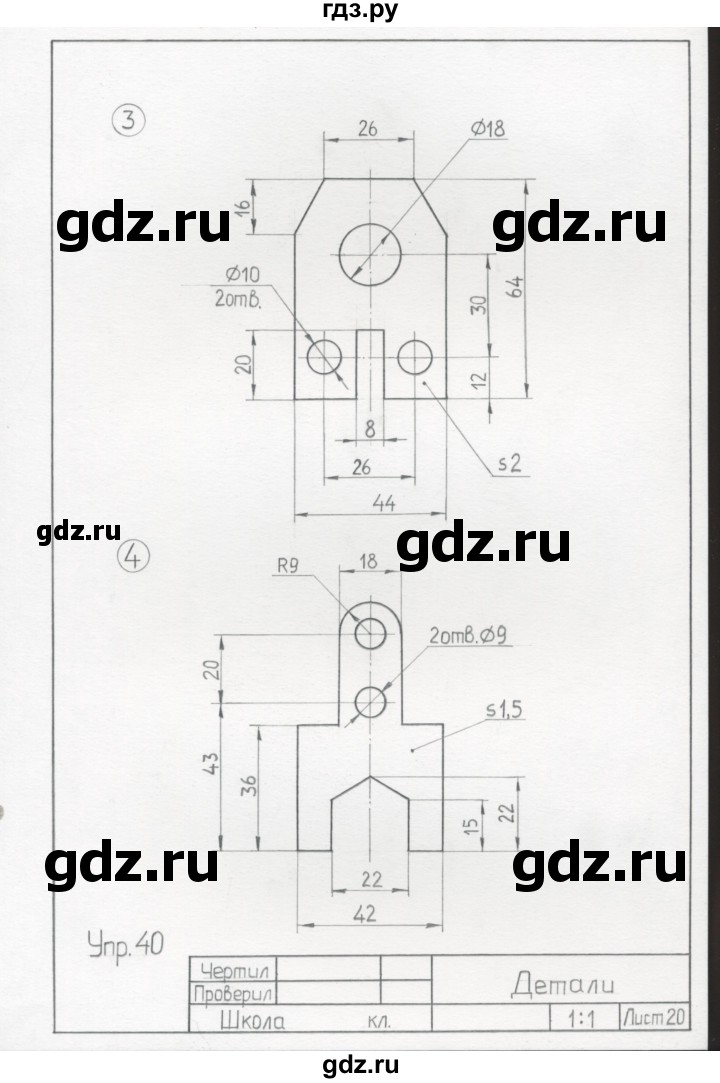 гдз.ру
3
26
Ø18
16
gdz.ru
gdz.ru
Ø10
2отв.
64
30
20
12
8
26
s2
44
gdz.ru
gdz.ru
4
R9
18
2отв.Ø9
20
s1,5
43
36
22
15
gdz.ru
gdz.ru
22
42
Упр.40
Чертил
Проверил
Детали
Школа кл.
1:1
Лист 20
gdz.ru